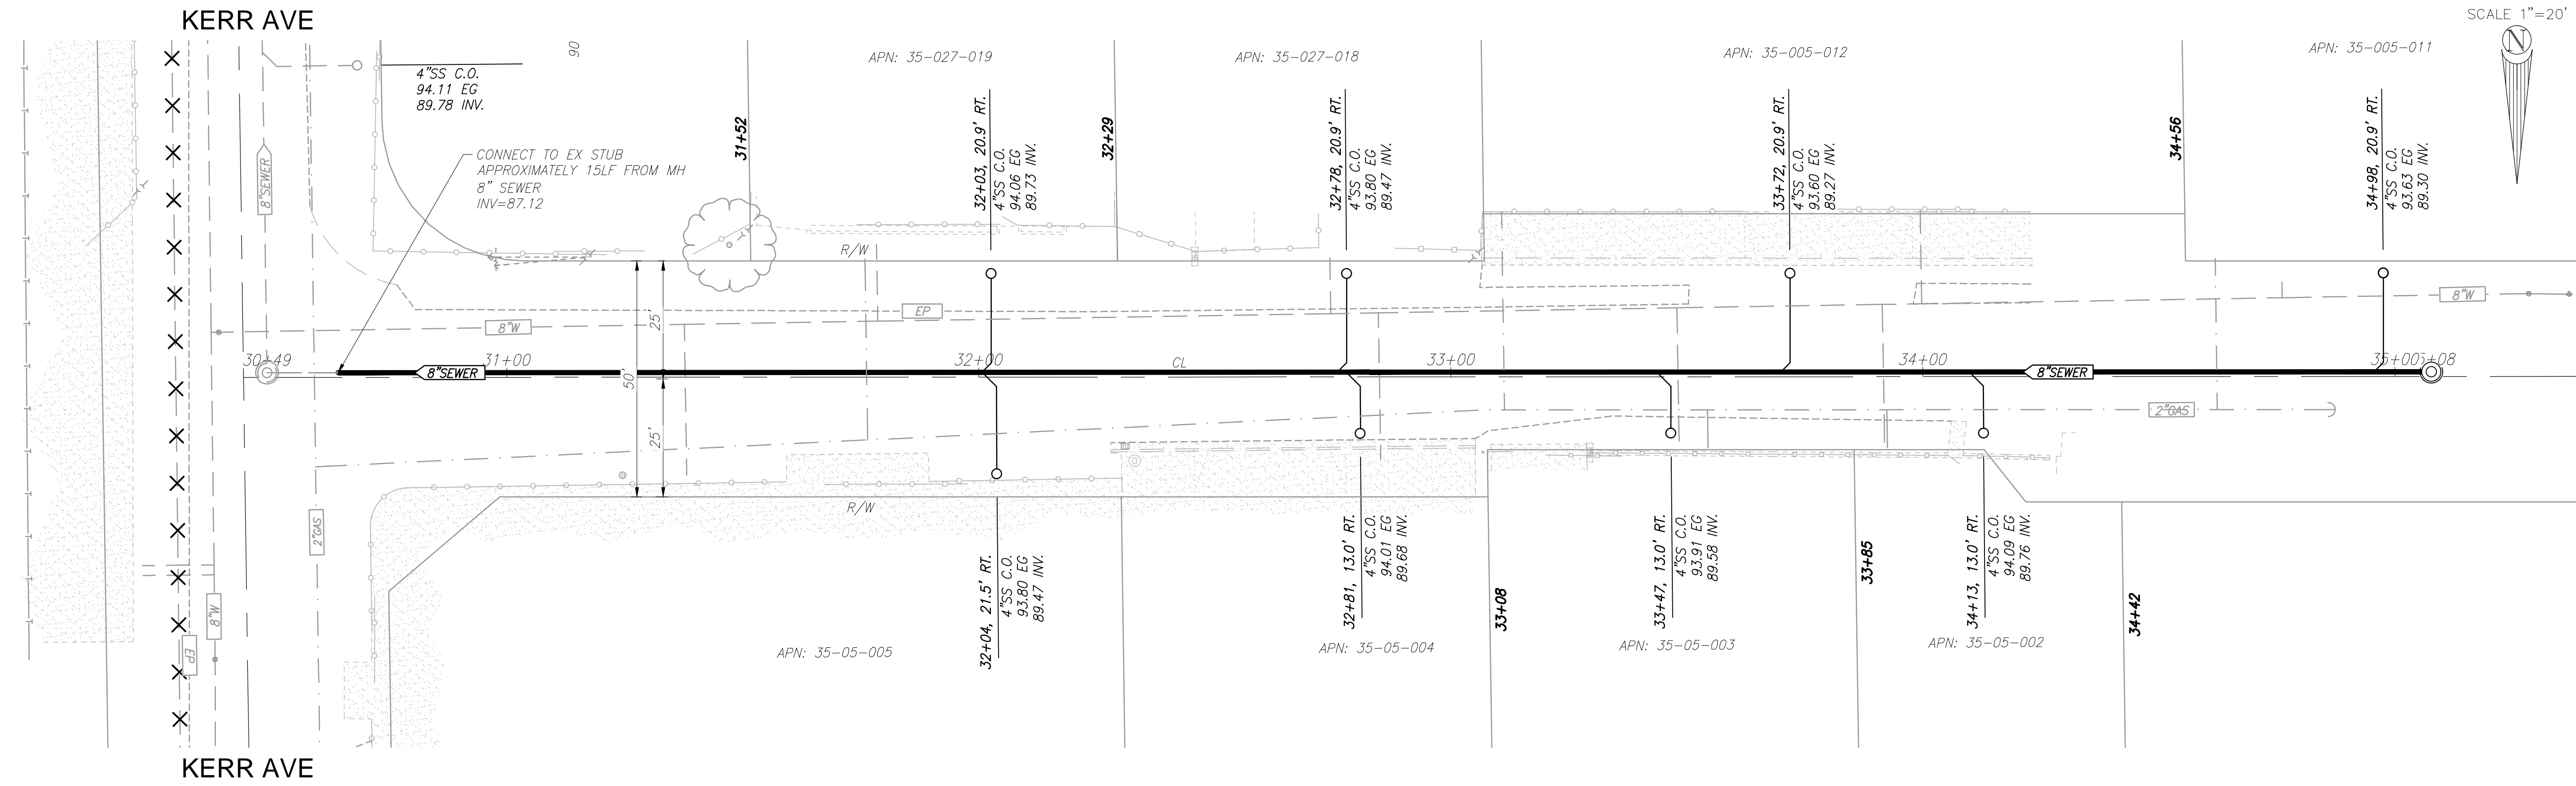 KERR AVE
SCALE 1"=20'
N
90
APN: 35-027-019
APN: 35-027-018
APN: 35-005-012
APN: 35-005-011
4"SS C.O.
94.11 EG
89.78 INV.
CONNECT TO EX STUB
APPROXIMATELY 15LF FROM MH
8" SEWER
INV=87.12
8"SEWER
31+52
32+03, 20.9' RT.
4"SS C.O.
94.06 EG
89.73 INV.
32+29
32+78, 20.9' RT.
4"SS C.O.
93.80 EG
89.47 INV.
33+72, 20.9' RT.
4"SS C.O.
93.60 EG
89.27 INV.
34+56
34+98, 20.9' RT.
4"SS C.O.
93.63 EG
89.30 INV.
R/W
8"W
EP
8"W
25'
30+49
31+00
32+00
CL
33+00
34+00
35+00
5+08
8"SEWER
50'
8"SEWER
2"GAS
25'
R/W
2"GAS
8"W
EP
32+04, 21.5' RT.
4"SS C.O.
93.80 EG
89.47 INV.
32+81, 13.0' RT.
4"SS C.O.
94.01 EG
89.68 INV.
33+08
33+47, 13.0' RT.
4"SS C.O.
93.91 EG
89.58 INV.
33+85
34+13, 13.0' RT.
4"SS C.O.
94.09 EG
89.76 INV.
34+42
APN: 35-05-005
APN: 35-05-004
APN: 35-05-003
APN: 35-05-002
KERR AVE